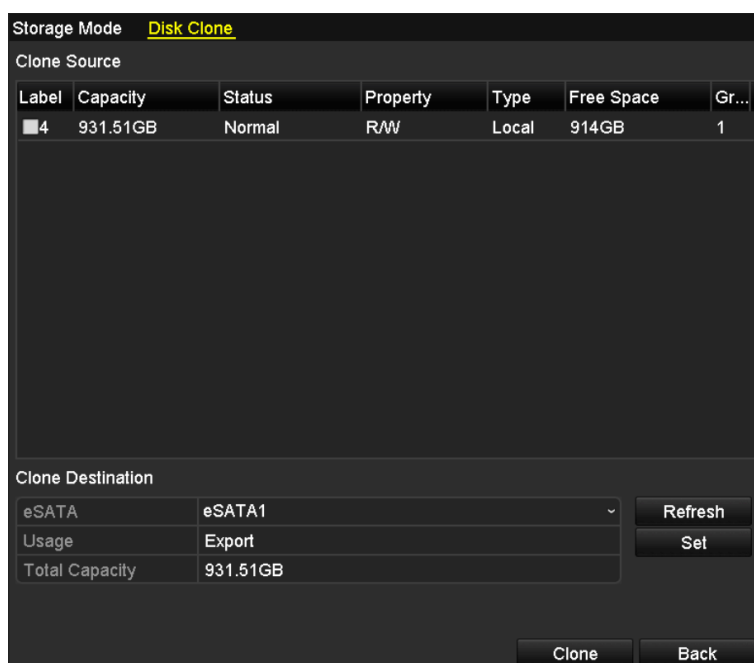 Storage Mode Disk Clone
Clone Source
Label Capacity Status Property Type Free Space Gr...
4 931.51GB Normal R/W Local 914GB 1
Clone Destination
eSATA eSATA1 Refresh
Usage Export Set
Total Capacity 931.51GB
Clone Back